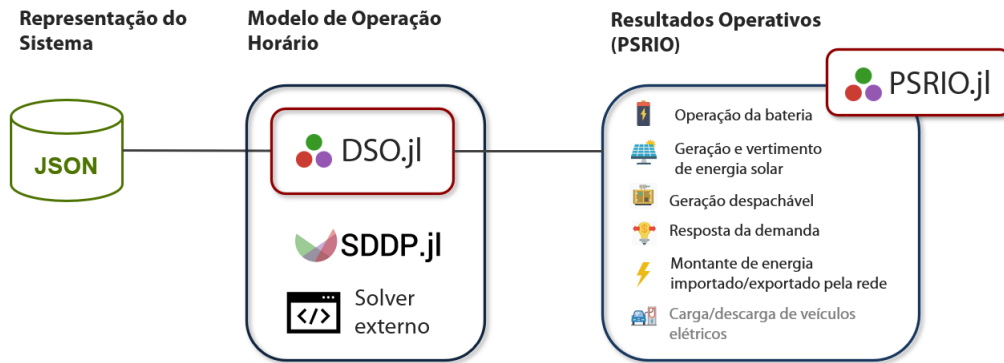 Representação do
Sistema
Modelo de Operação
Horário
Resultados Operativos
(PSRIO)
PSRIO.jl
JSON
DSO.jl
SDDP.jl
</>
Solver
externo
Operação da bateria
Geração e vertimento
de energia solar
Geração despachável
Resposta da demanda
Montante de energia
importado/exportado pela rede
Carga/descarga de veículos
elétricos